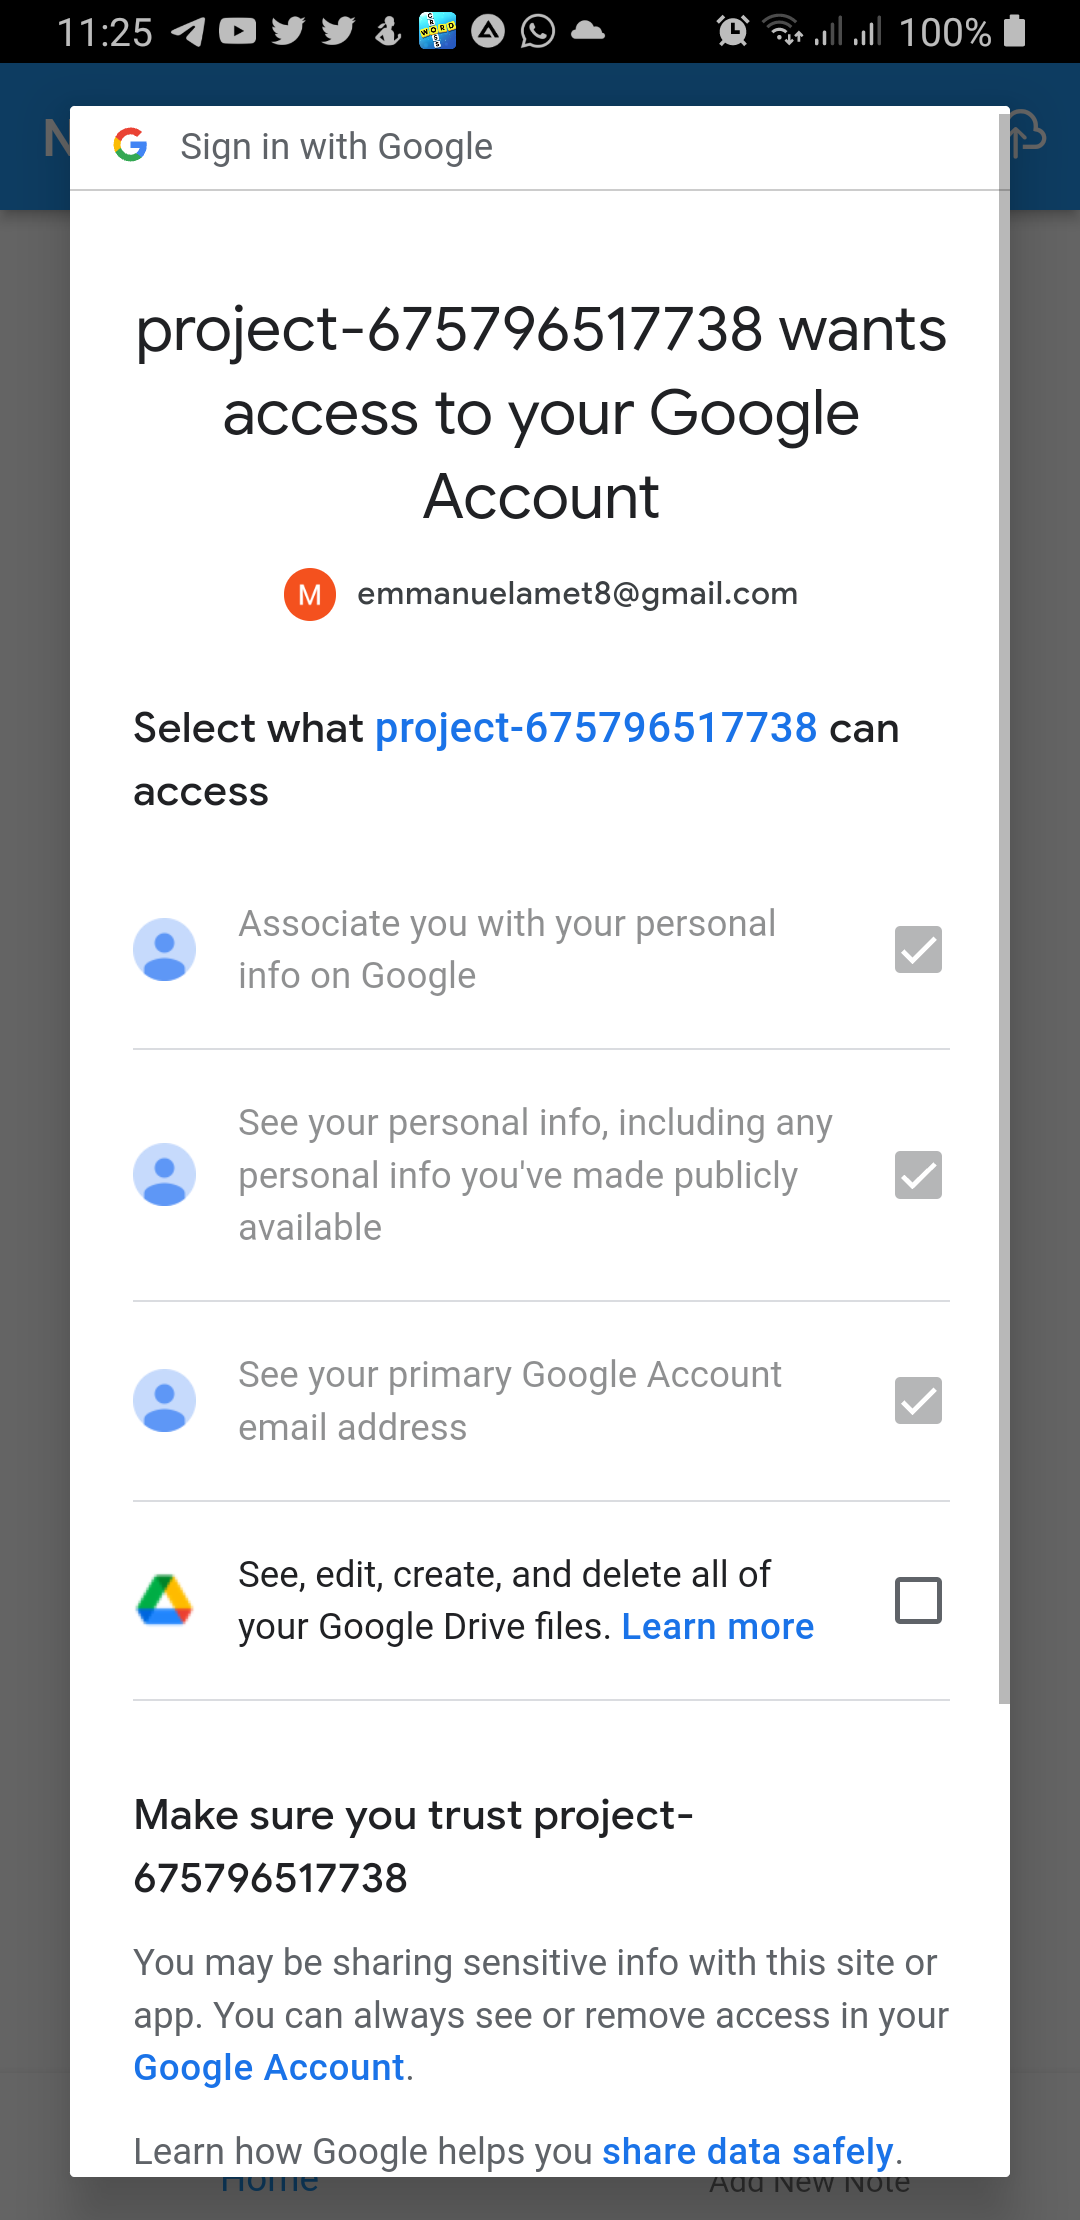 11:25
100%
N
Sign in with Google
project-675796517738 wants
access to your Google
Account
M emmanuelamet8@gmail.com
Select what project-675796517738 can
access
Associate you with your personal
info on Google
See your personal info, including any
personal info you've made publicly
available
See your primary Google Account
email address
See, edit, create, and delete all of
your Google Drive files. Learn more
Make sure you trust project-
675796517738
You may be sharing sensitive info with this site or
app. You can always see or remove access in your
Google Account.
Learn how Google helps you share data safely.
Home
Add New Note